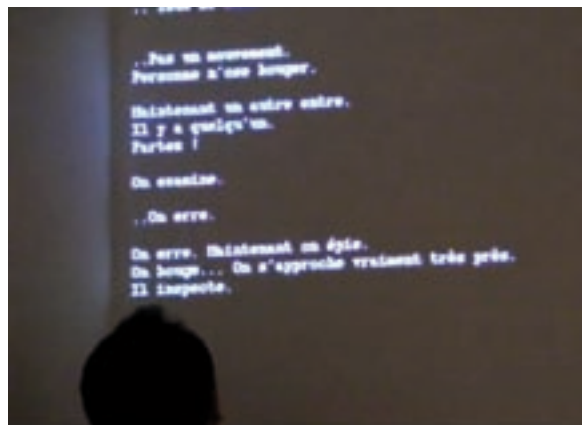 ..Pas un mouvement.
Personne n'ose bouger.
Maintenant un autre entre.
Il y a quelqu'un.
Partez !
On examine.
..On erre.
On erre. Maintenant on épie.
On bouge... On s'approche vraiment très près.
Il inspecte.